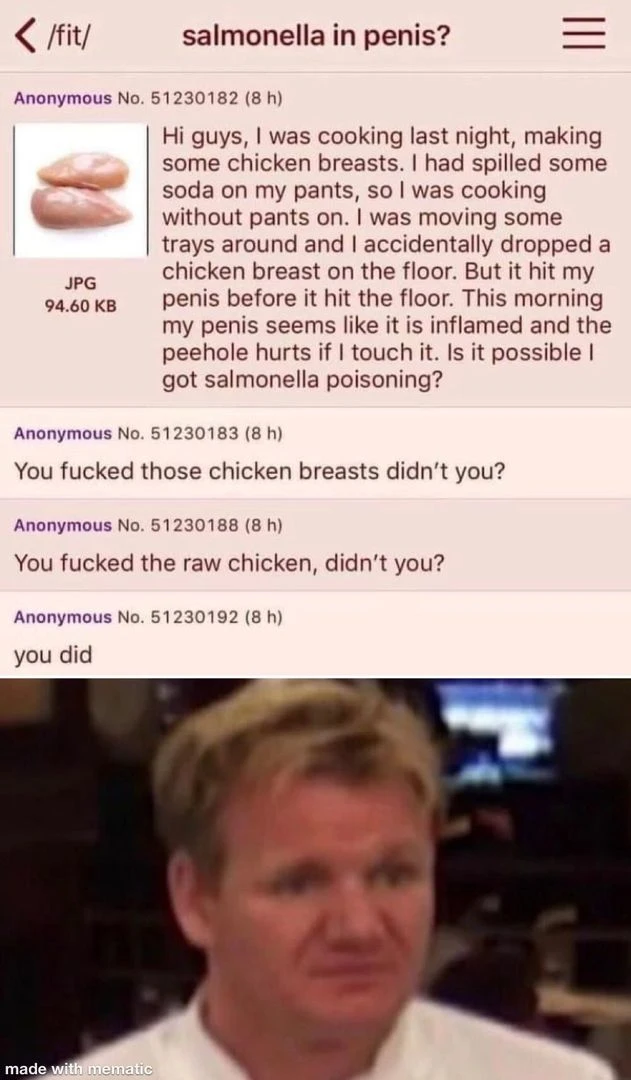 /fit/ salmonella in penis?
Anonymous No. 51230182 (8 h)
Hi guys, I was cooking last night, making
some chicken breasts. I had spilled some
soda on my pants, so I was cooking
without pants on. I was moving some
trays around and I accidentally dropped a
chicken breast on the floor. But it hit my
penis before it hit the floor. This morning
my penis seems like it is inflamed and the
peehole hurts if I touch it. Is it possible I
got salmonella poisoning?
JPG
94.60 KB
Anonymous No. 51230183 (8 h)
You fucked those chicken breasts didn't you?
Anonymous No. 51230188 (8 h)
You fucked the raw chicken, didn't you?
Anonymous No. 51230192 (8 h)
you did
made with mematic